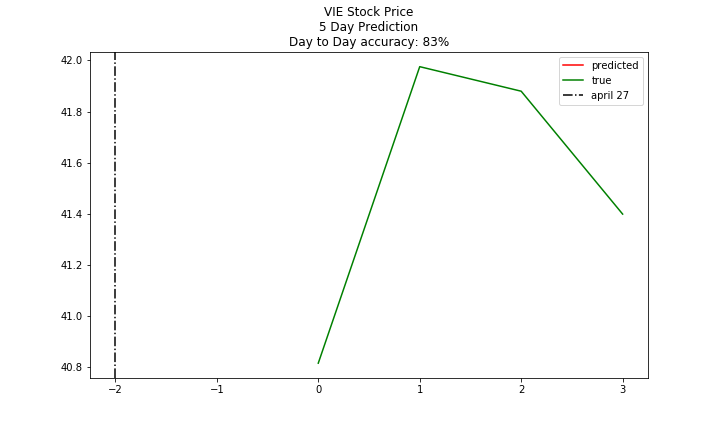 VIE Stock Price
5 Day Prediction
Day to Day accuracy: 83%
42.0
41.8
41.6
41.4
41.2
41.0
40.8
−2
−1
0
1
2
3
predicted
true
april 27